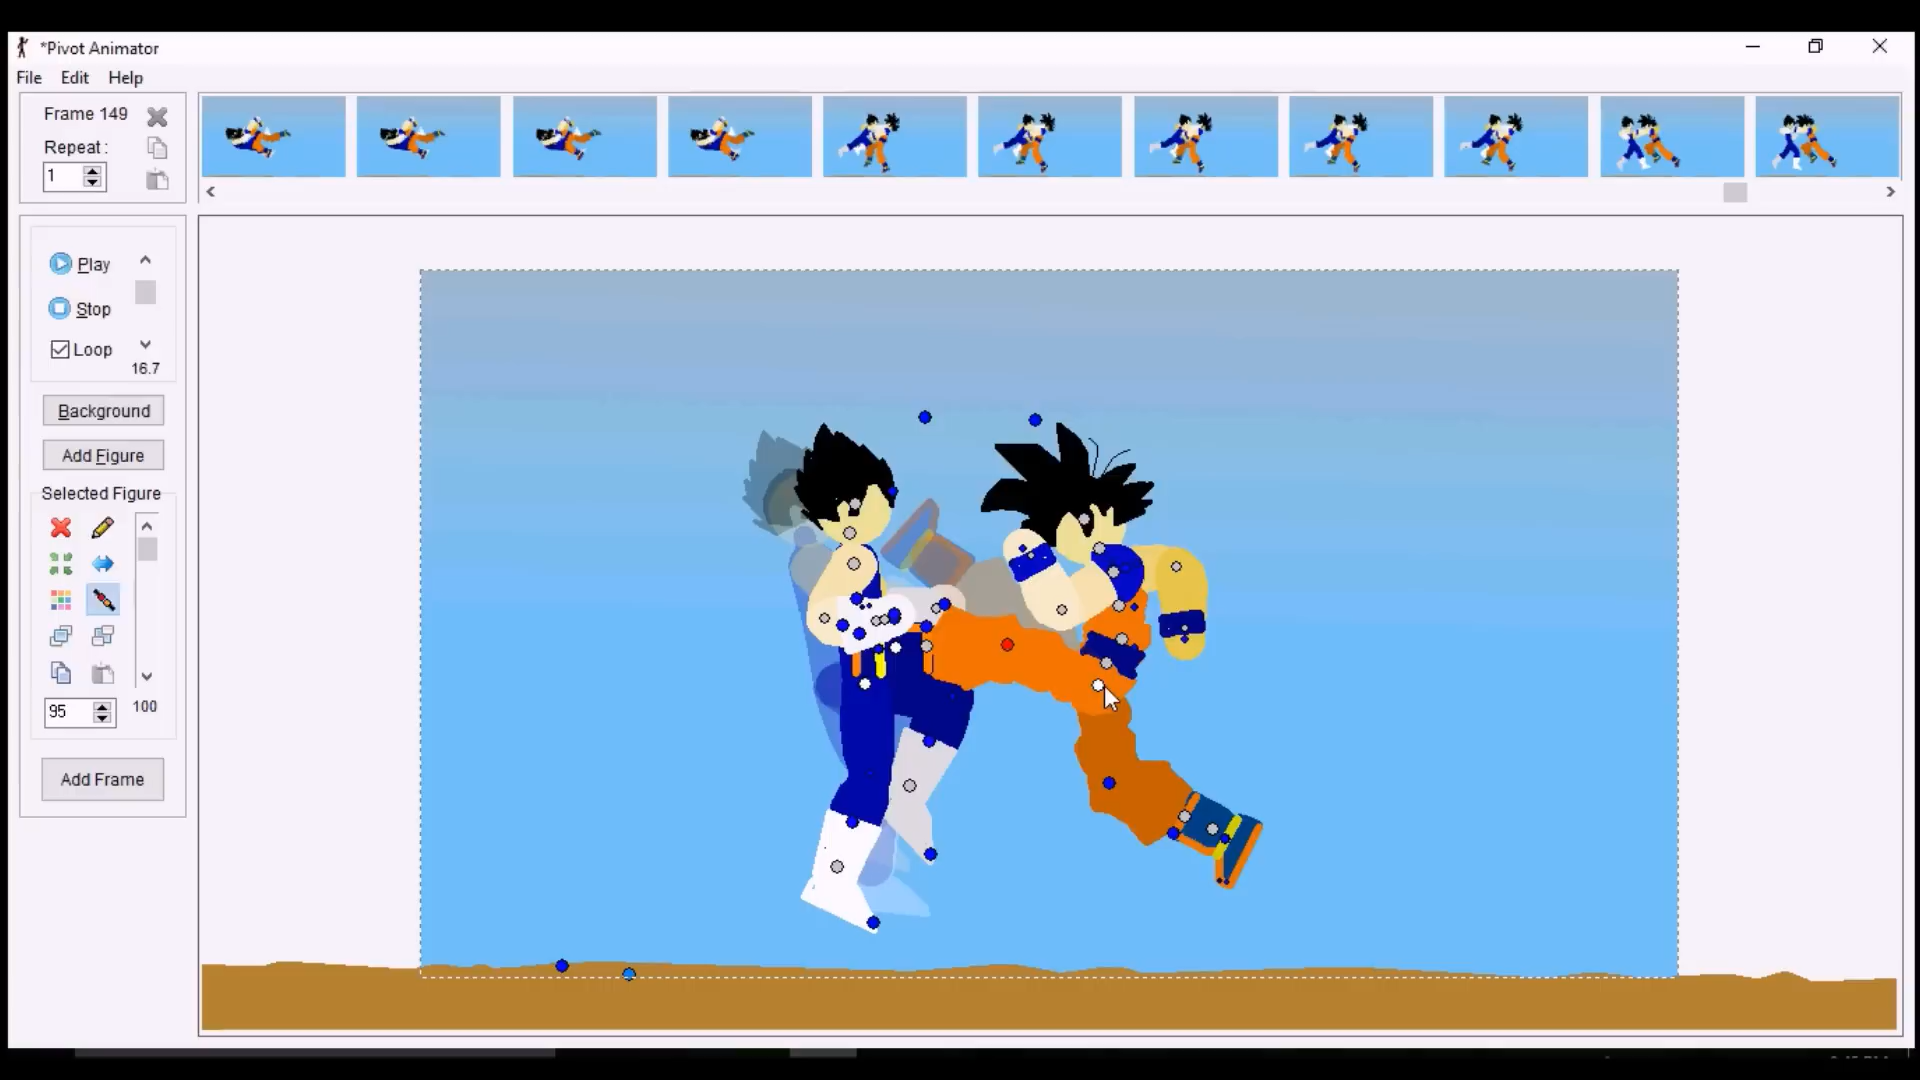 *Pivot Animator
File Edit Help
Frame 149
Repeat :
1
Play
Stop
Loop
16.7
Background
Add Figure
Selected Figure
95
100
Add Frame